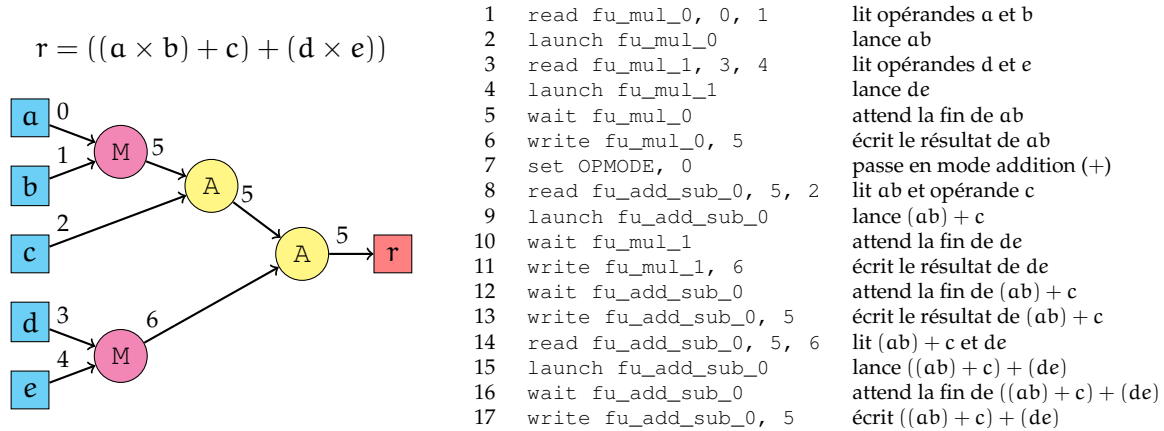 r = ((a × b) + c) + (d × e))
a 0
M 5
b 1
A 5
c 2
A 5 r
d 3
M 6
e 4
1 read fu_mul_0, 0, 1 lit opérandes a et b
2 launch fu_mul_0 lance ab
3 read fu_mul_1, 3, 4 lit opérandes d et e
4 launch fu_mul_1 lance de
5 wait fu_mul_0 attend la fin de ab
6 write fu_mul_0, 5 écrit le résultat de ab
7 set OPMODE, 0 passe en mode addition (+)
8 read fu_add_sub_0, 5, 2 lit ab et opérande c
9 launch fu_add_sub_0 lance (ab) + c
10 wait fu_mul_1 attend la fin de de
11 write fu_mul_1, 6 écrit le résultat de de
12 wait fu_add_sub_0 attend la fin de (ab) + c
13 write fu_add_sub_0, 5 écrit le résultat de (ab) + c
14 read fu_add_sub_0, 5, 6 lit (ab) + c et de
15 launch fu_add_sub_0 lance ((ab) + c) + (de)
16 wait fu_add_sub_0 attend la fin de ((ab) + c) + (de)
17 write fu_add_sub_0, 5 écrit ((ab) + c) + (de)